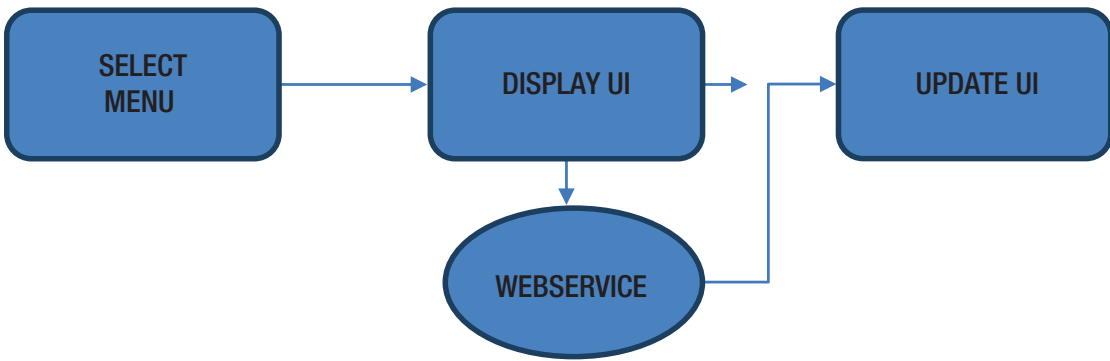 SELECT
MENU
DISPLAY UI
UPDATE UI
WEBSERVICE